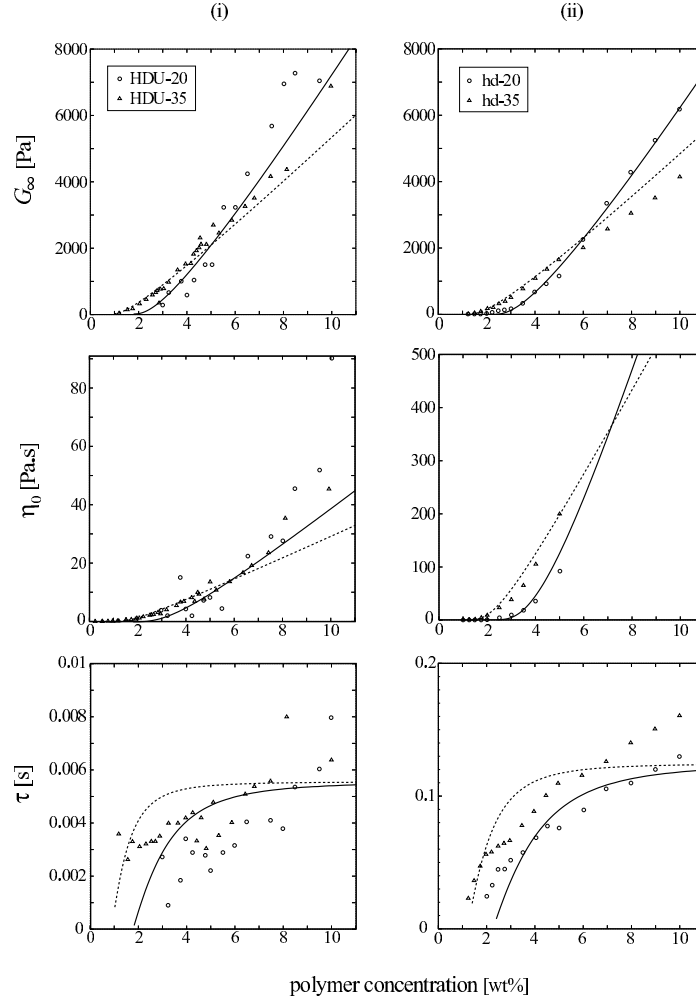 (i)
(ii)
8000
6000
4000
2000
0
G∞ [Pa]
HDU-20
HDU-35
0 2 4 6 8 10
8000
6000
4000
2000
0
hd-20
hd-35
0 2 4 6 8 10
80
60
40
20
0
η0 [Pa.s]
0 2 4 6 8 10
500
400
300
200
100
0
0 2 4 6 8 10
0.01
0.008
0.006
0.004
0.002
0
τ [s]
0 2 4 6 8 10
0.2
0.1
0
0 2 4 6 8 10
polymer concentration [wt%]